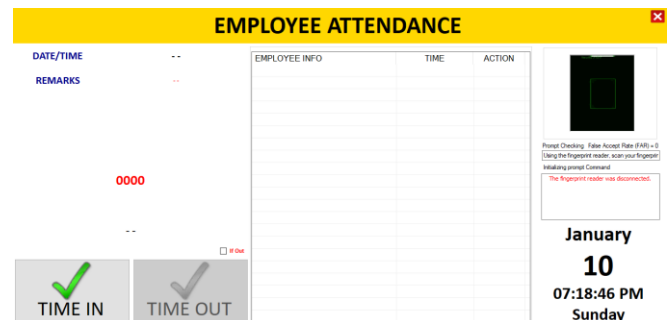 EMPLOYEE ATTENDANCE
DATE/TIME
--
REMARKS
--
0000
--
If Out
TIME IN
TIME OUT
EMPLOYEE INFO TIME ACTION
Prompt Checking False Accept Rate (FAR) = 0
Using the fingerprint reader, scan your fingerpri
Initializing prompt Command
The fingerprint reader was disconnected.
January
10
07:18:46 PM
Sunday